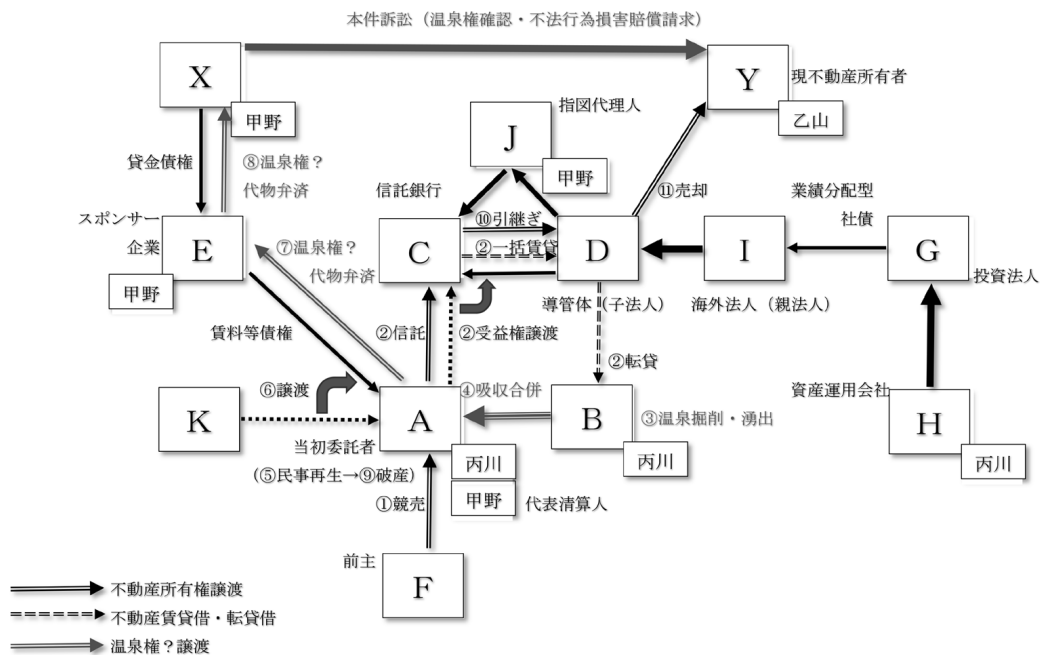 本件訴訟（温泉権確認・不法行為損害賠償請求）
X
甲野
Y
現不動産所有者
乙山
指図代理人
J
甲野
貸金債権
⑧温泉権？
代物弁済
信託銀行
⑪売却
業績分配型
社債
スポンサー
企業
E
甲野
⑦温泉権？
代物弁済
C
⑩引継ぎ
②一括賃貸
D
導管体（子法人）
I
海外法人（親法人）
G
投資法人
賃料等債権
②信託
②受益権譲渡
②転貸
⑥譲渡
④吸収合併
K
A
当初委託者
（⑤民事再生→⑨破産）
丙川
甲野
代表清算人
B
③温泉掘削・湧出
丙川
資産運用会社
H
丙川
①競売
前主
F
不動産所有権譲渡
不動産賃貸借・転貸借
温泉権？譲渡